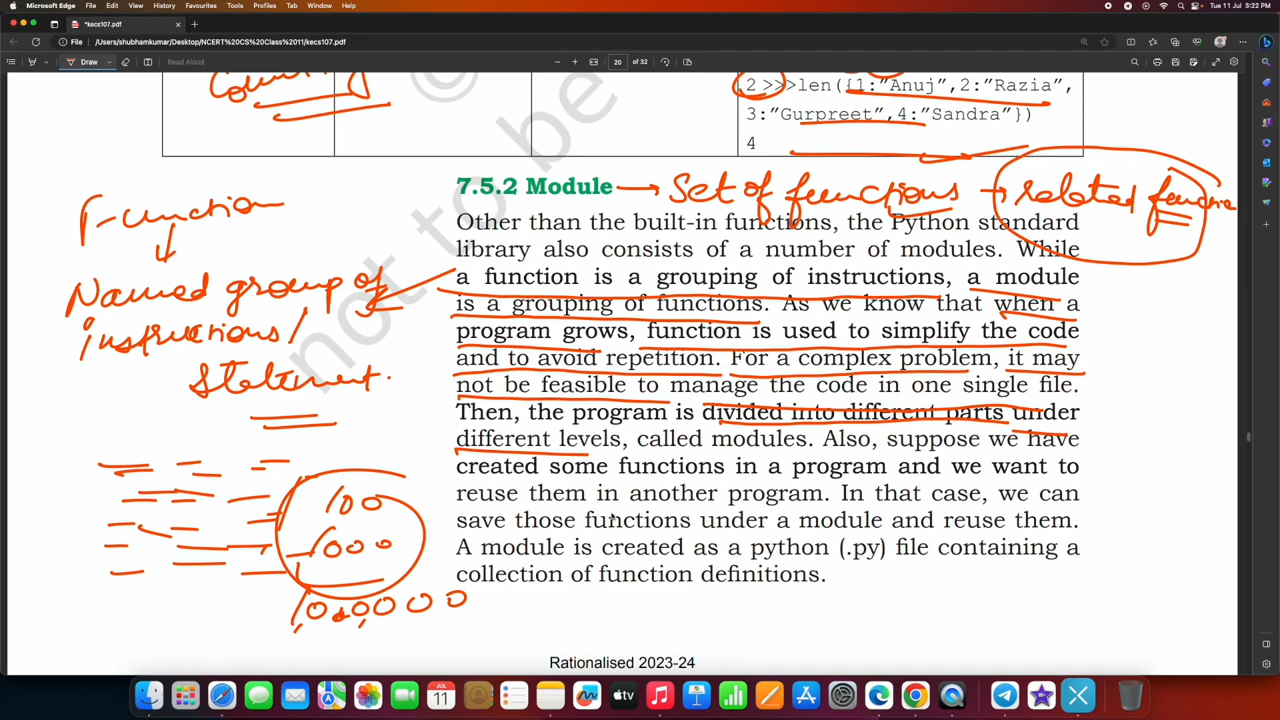 Microsoft Edge File Edit View History Favourites Tools Profiles Tab Window Help Tue 11 Jul 3:22 PM
*kecs107.pdf
File /Users/shubhamkumar/Desktop/NCERT%20CS%20Class%2011/kecs107.pdf
Draw Read Aloud 20 of 32
2 >>>len({1:”Anuj”,2:”Razia”,
3:”Gurpreet”,4:”Sandra”})
4
7.5.2 Module Set of functions related
Other than the built-in functions, the Python standard
library also consists of a number of modules. While
a function is a grouping of instructions, a module
is a grouping of functions. As we know that when a
program grows, function is used to simplify the code
and to avoid repetition. For a complex problem, it may
not be feasible to manage the code in one single file.
Then, the program is divided into different parts under
different levels, called modules. Also, suppose we have
created some functions in a program and we want to
reuse them in another program. In that case, we can
save those functions under a module and reuse them.
A module is created as a python (.py) file containing a
collection of function definitions.
Function
Named group of
instructions/
Statement.
100
1000
not to be
Rationalised 2023-24
JUL
11
tv